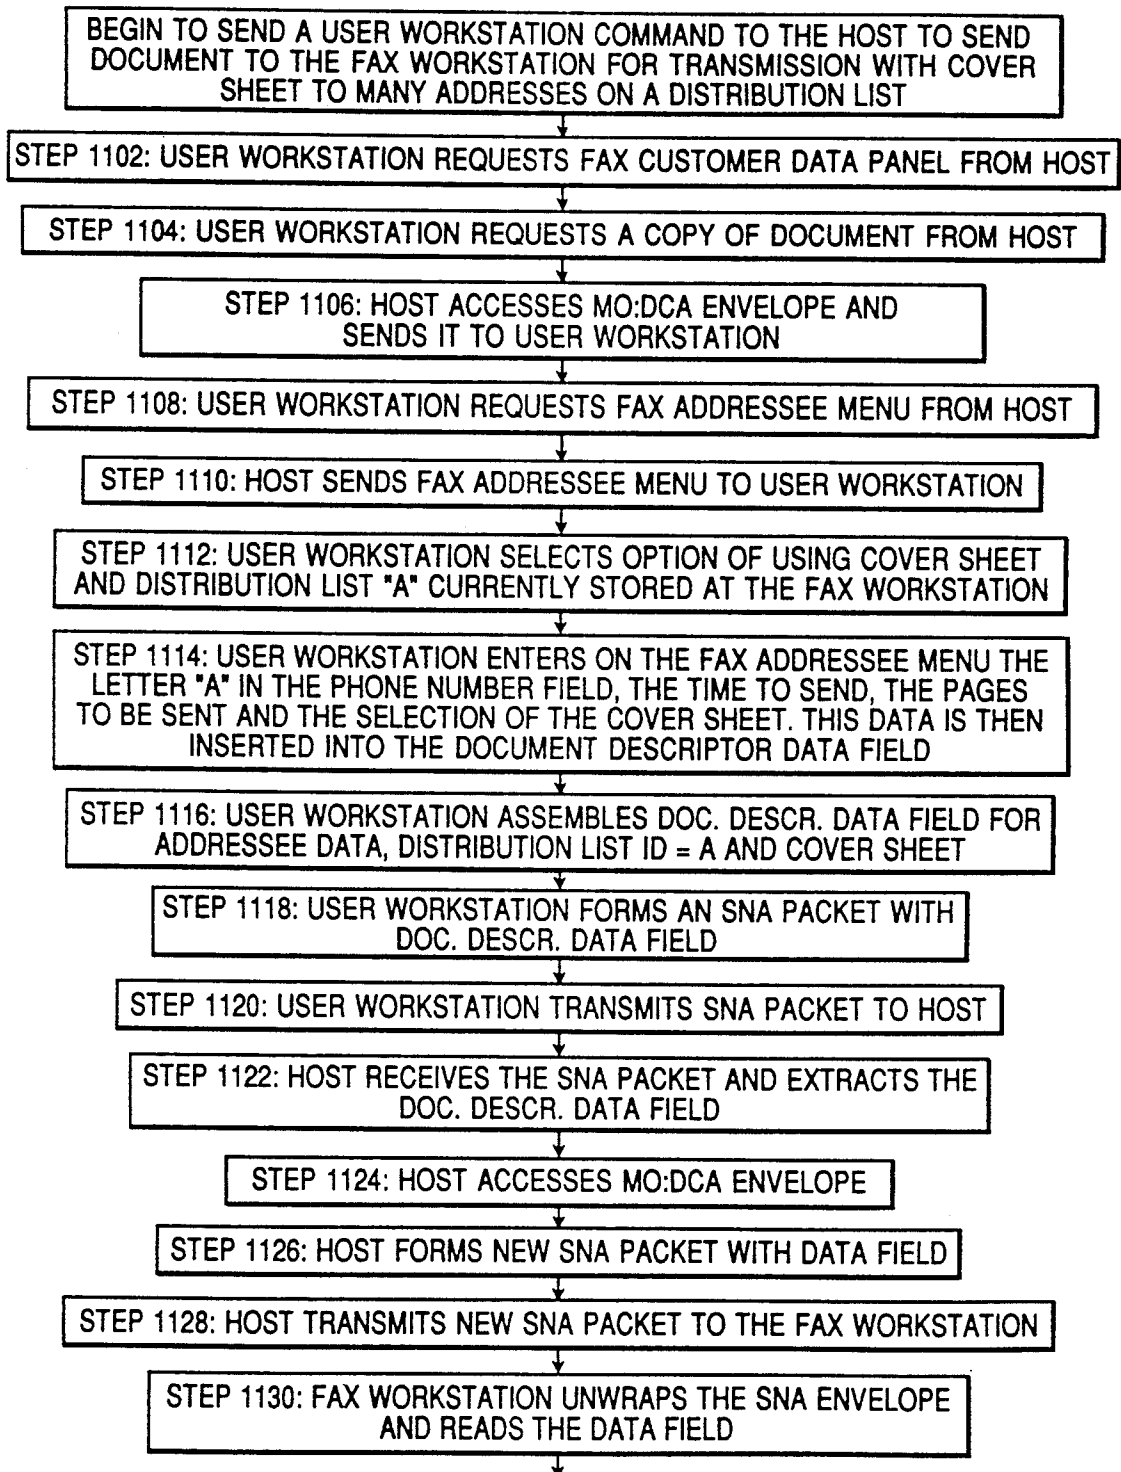 BEGIN TO SEND A USER WORKSTATION COMMAND TO THE HOST TO SEND
DOCUMENT TO THE FAX WORKSTATION FOR TRANSMISSION WITH COVER
SHEET TO MANY ADDRESSES ON A DISTRIBUTION LIST
STEP 1102: USER WORKSTATION REQUESTS FAX CUSTOMER DATA PANEL FROM HOST
STEP 1104: USER WORKSTATION REQUESTS A COPY OF DOCUMENT FROM HOST
STEP 1106: HOST ACCESSES MO:DCA ENVELOPE AND
SENDS IT TO USER WORKSTATION
STEP 1108: USER WORKSTATION REQUESTS FAX ADDRESSEE MENU FROM HOST
STEP 1110: HOST SENDS FAX ADDRESSEE MENU TO USER WORKSTATION
STEP 1112: USER WORKSTATION SELECTS OPTION OF USING COVER SHEET
AND DISTRIBUTION LIST "A" CURRENTLY STORED AT THE FAX WORKSTATION
STEP 1114: USER WORKSTATION ENTERS ON THE FAX ADDRESSEE MENU THE
LETTER "A" IN THE PHONE NUMBER FIELD, THE TIME TO SEND, THE PAGES
TO BE SENT AND THE SELECTION OF THE COVER SHEET. THIS DATA IS THEN
INSERTED INTO THE DOCUMENT DESCRIPTOR DATA FIELD
STEP 1116: USER WORKSTATION ASSEMBLES DOC. DESCR. DATA FIELD FOR
ADDRESSEE DATA, DISTRIBUTION LIST ID = A AND COVER SHEET
STEP 1118: USER WORKSTATION FORMS AN SNA PACKET WITH
DOC. DESCR. DATA FIELD
STEP 1120: USER WORKSTATION TRANSMITS SNA PACKET TO HOST
STEP 1122: HOST RECEIVES THE SNA PACKET AND EXTRACTS THE
DOC. DESCR. DATA FIELD
STEP 1124: HOST ACCESSES MO:DCA ENVELOPE
STEP 1126: HOST FORMS NEW SNA PACKET WITH DATA FIELD
STEP 1128: HOST TRANSMITS NEW SNA PACKET TO THE FAX WORKSTATION
STEP 1130: FAX WORKSTATION UNWRAPS THE SNA ENVELOPE
AND READS THE DATA FIELD